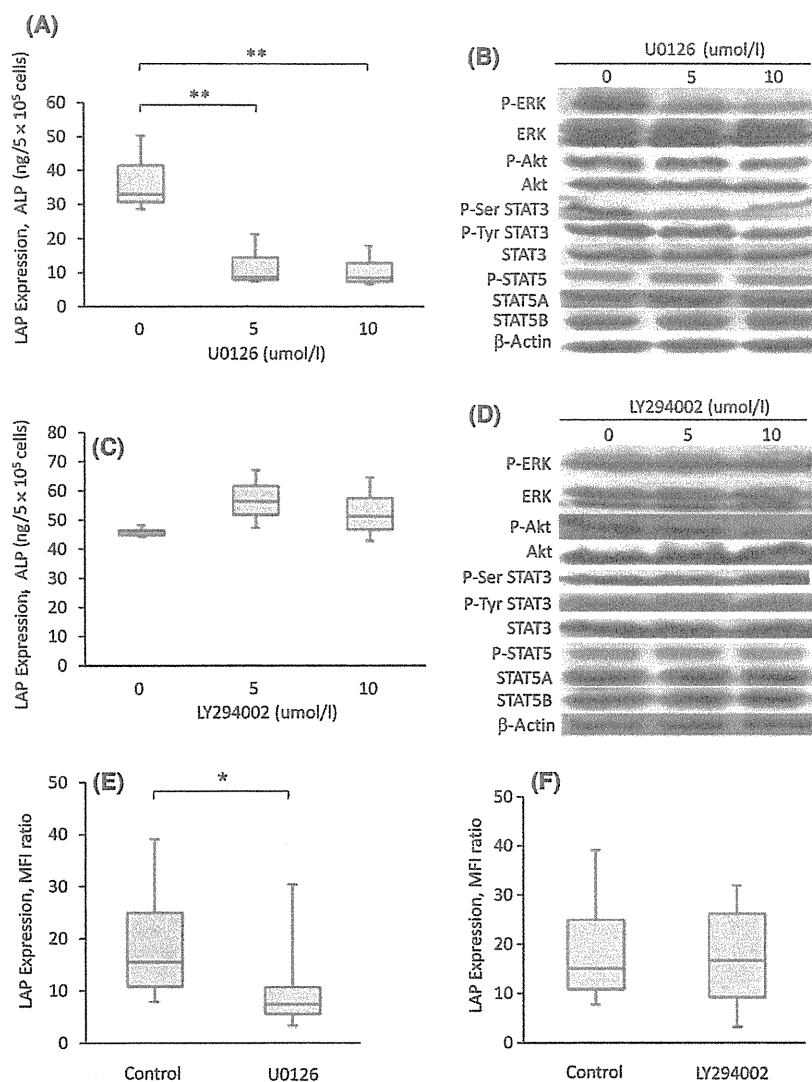 (A)
**
**
LAP Expression, ALP (ng/5 × 10⁵ cells)
60
50
40
30
20
10
0
0 5 10
U0126 (umol/l)
(B)
U0126 (umol/l)
0 5 10
P-ERK
ERK
P-Akt
Akt
P-Ser STAT3
P-Tyr STAT3
STAT3
P-STAT5
STAT5A
STAT5B
β-Actin
(C)
LAP Expression, ALP (ng/5 × 10⁵ cells)
80
70
60
50
40
30
20
10
0
0 5 10
LY294002 (umol/l)
(D)
LY294002 (umol/l)
0 5 10
P-ERK
ERK
P-Akt
Akt
P-Ser STAT3
P-Tyr STAT3
STAT3
P-STAT5
STAT5A
STAT5B
β-Actin
(E)
*
LAP Expression, MFI ratio
50
40
30
20
10
0
Control U0126
(F)
LAP Expression, MFI ratio
50
40
30
20
10
0
Control LY294002